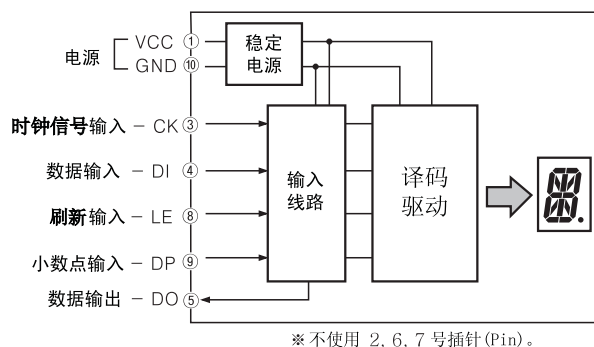 电源
VCC ①
GND ⑩
稳定
电源
时钟信号输入 – CK ③
数据输入 – DI ④
刷新输入 – LE ⑧
小数点输入 – DP ⑨
数据输出 – DO ⑤
输入
线路
译码
驱动
※不使用 2, 6, 7 号插针(Pin)。